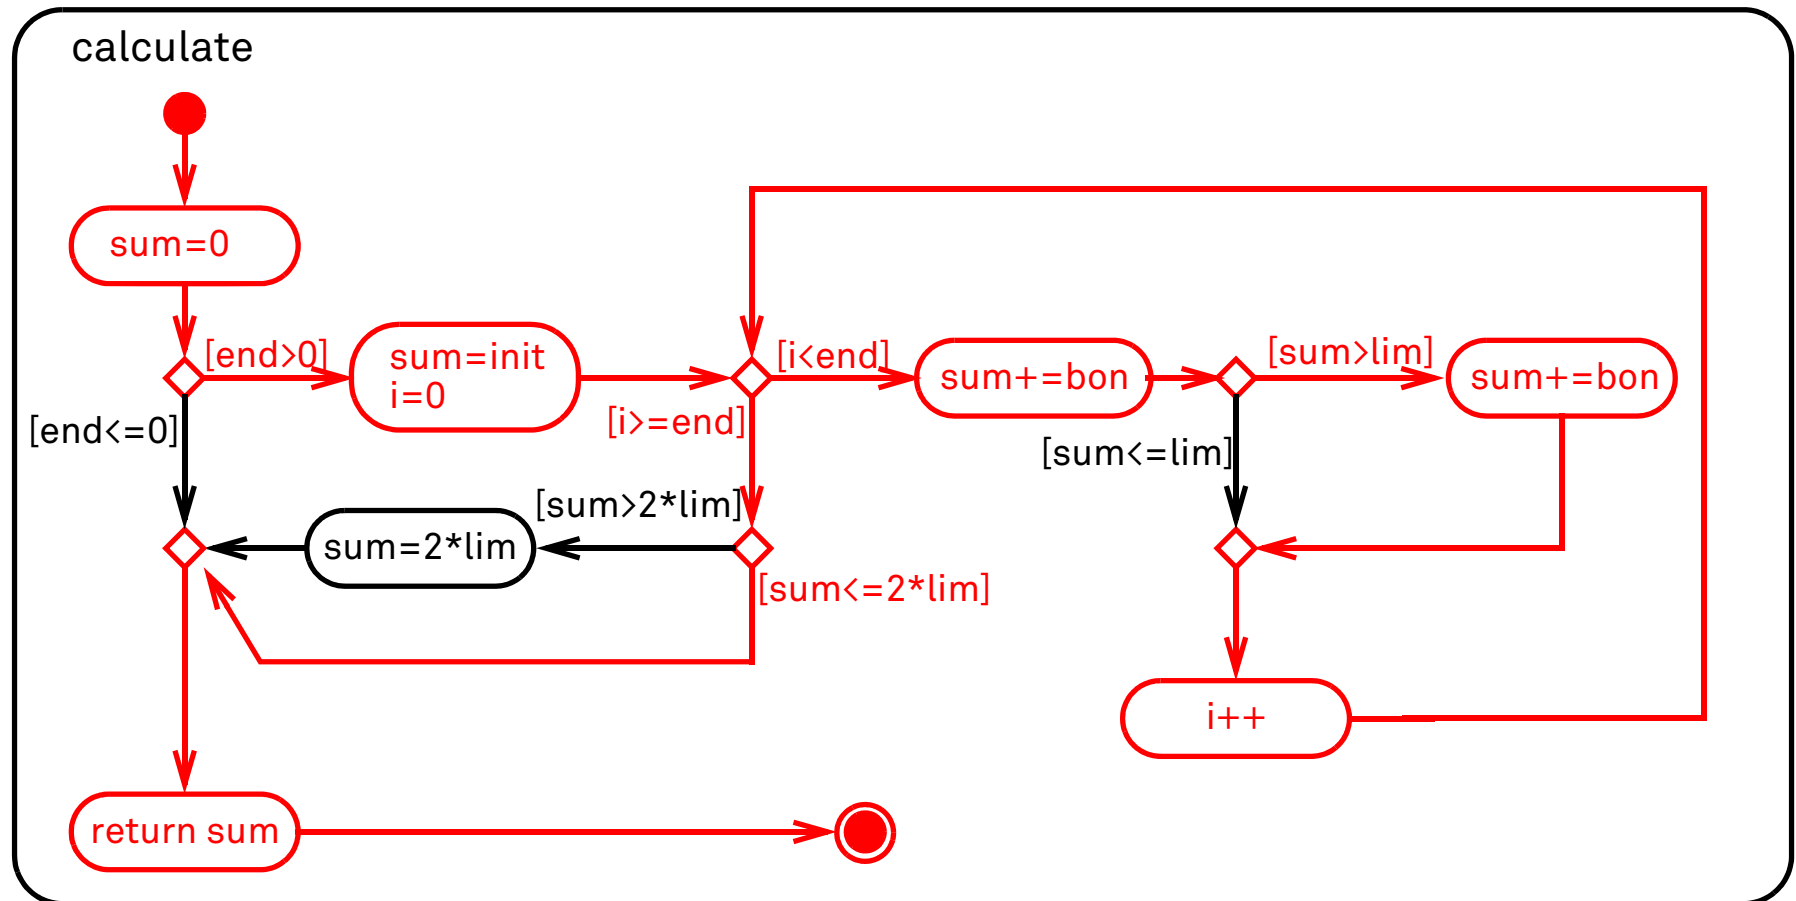 calculate
sum=0
[end>0]
sum=init
i=0
[i<end]
sum+=bon
[sum>lim]
sum+=bon
[end<=0]
[i>=end]
[sum<=lim]
[sum>2*lim]
sum=2*lim
[sum<=2*lim]
i++
return sum